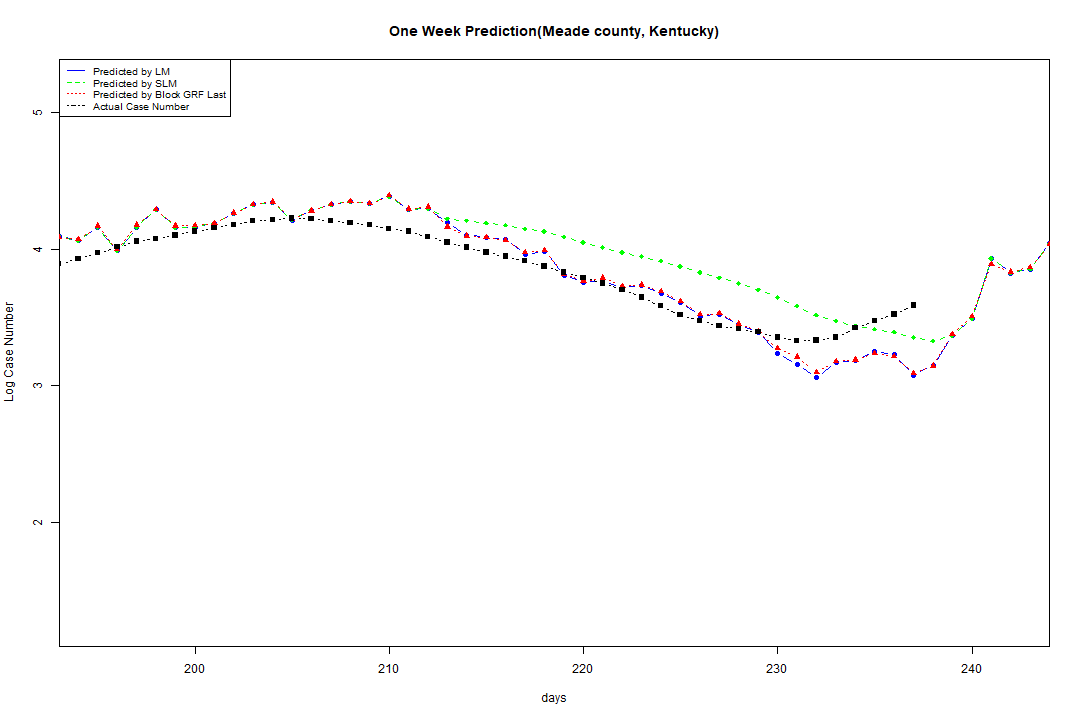 One Week Prediction(Meade county, Kentucky)
Predicted by LM
Predicted by SLM
Predicted by Block GRF Last
Actual Case Number
5
4
3
2
Log Case Number
200 210 220 230 240
days